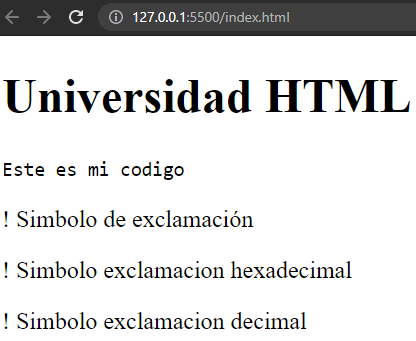 127.0.0.1:5500/index.html
Universidad HTML
Este es mi codigo
! Simbolo de exclamación
! Simbolo exclamacion hexadecimal
! Simbolo exclamacion decimal